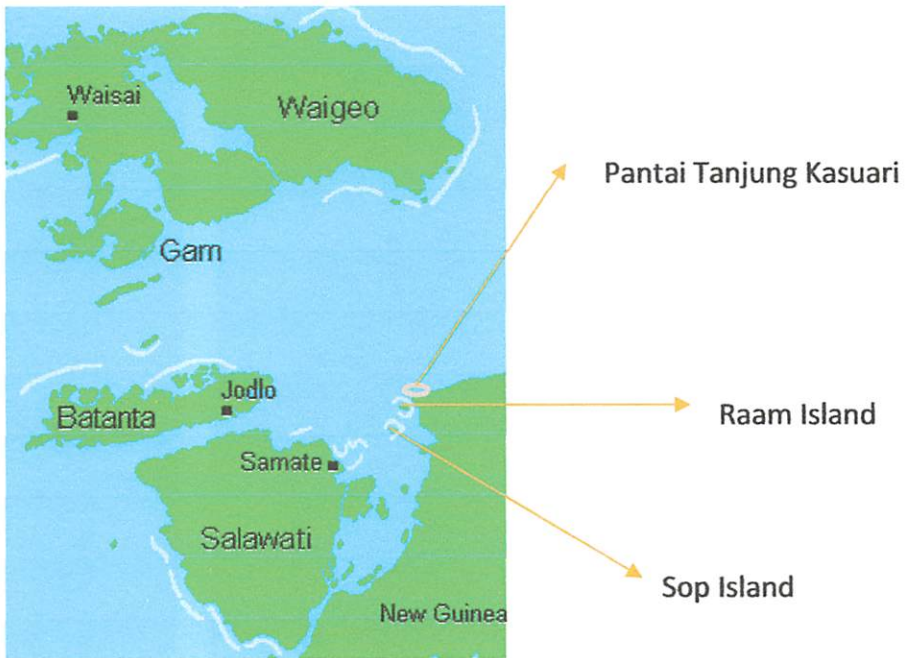 Waisai
Waigeo
Pantai Tanjung Kasuari
Gam
Jodlo
Batanta
Raam Island
Samate
Salawati
Sop Island
New Guinea